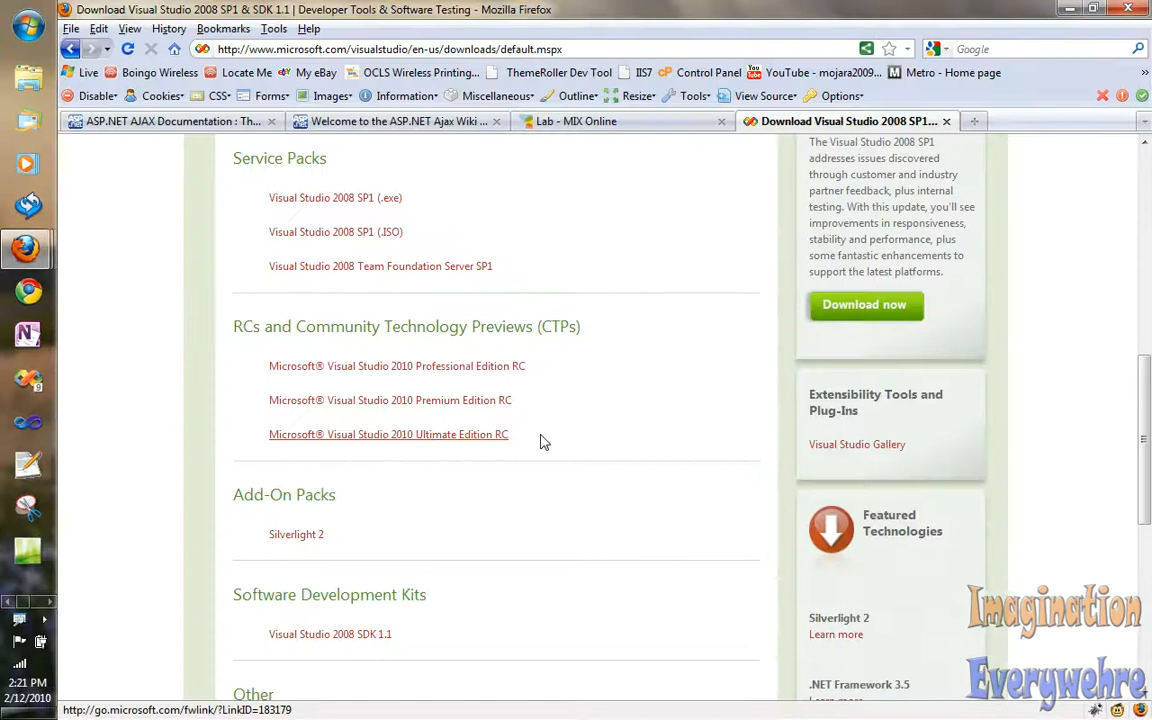 Download Visual Studio 2008 SP1 & SDK 1.1 | Developer Tools & Software Testing - Mozilla Firefox
File Edit View History Bookmarks Tools Help
http://www.microsoft.com/visualstudio/en-us/downloads/default.mspx
Google
Live Boingo Wireless Locate Me My eBay OCLS Wireless Printing... ThemeRoller Dev Tool IIS7 Control Panel YouTube - mojara2009... Metro - Home page
Disable Cookies CSS Forms Images Information Miscellaneous Outline Resize Tools View Source Options
ASP.NET AJAX Documentation : Th... Welcome to the ASP.NET Ajax Wiki ... Lab - MIX Online Download Visual Studio 2008 SP1...
Service Packs
Visual Studio 2008 SP1 (.exe)
Visual Studio 2008 SP1 (.ISO)
Visual Studio 2008 Team Foundation Server SP1
RCs and Community Technology Previews (CTPs)
Microsoft® Visual Studio 2010 Professional Edition RC
Microsoft® Visual Studio 2010 Premium Edition RC
Microsoft® Visual Studio 2010 Ultimate Edition RC
Add-On Packs
Silverlight 2
Software Development Kits
Visual Studio 2008 SDK 1.1
Other
The Visual Studio 2008 SP1
addresses issues discovered
through customer and industry
partner feedback, plus internal
testing. With this update, you'll see
improvements in responsiveness,
stability and performance, plus
some fantastic enhancements to
support the latest platforms.
Download now
Extensibility Tools and
Plug-Ins
Visual Studio Gallery
Featured
Technologies
Silverlight 2
Learn more
.NET Framework 3.5
Imagination
Everywehre
9
2:21 PM
2/12/2010
http://go.microsoft.com/fwlink/?LinkID=183179